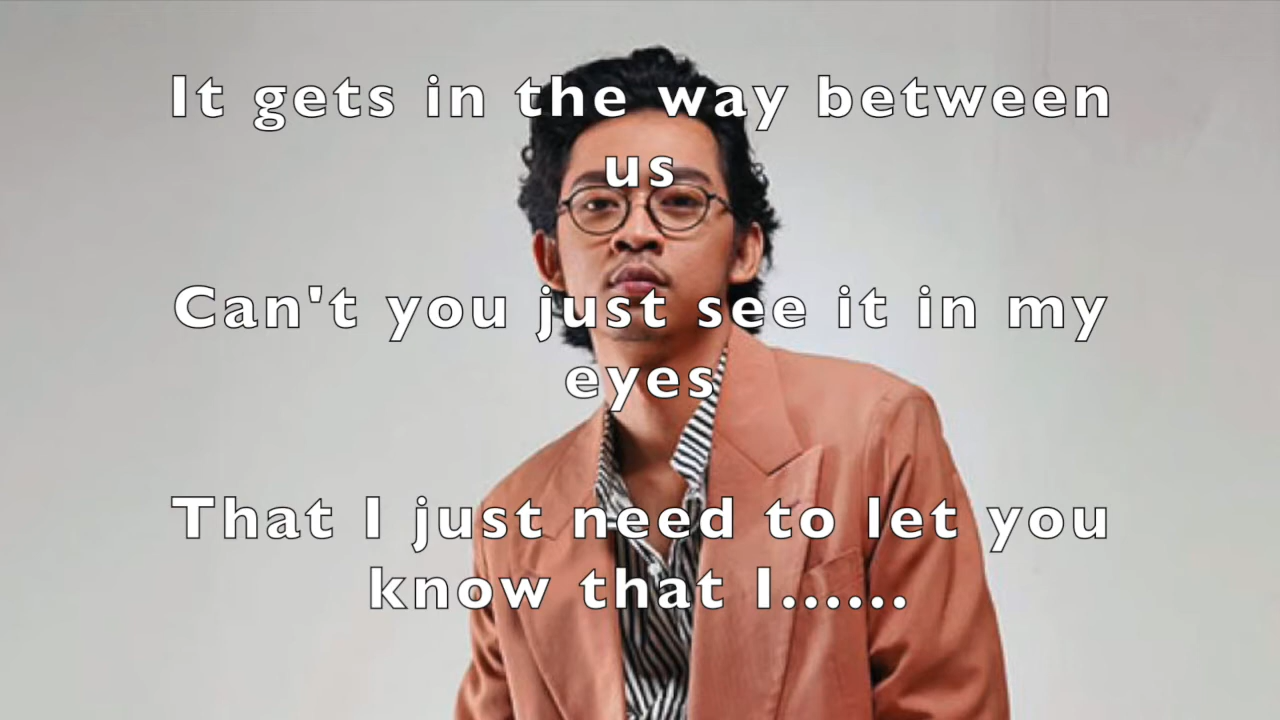 It gets in the way between
us
Can't you just see it in my
eyes
That I just need to let you
know that I......